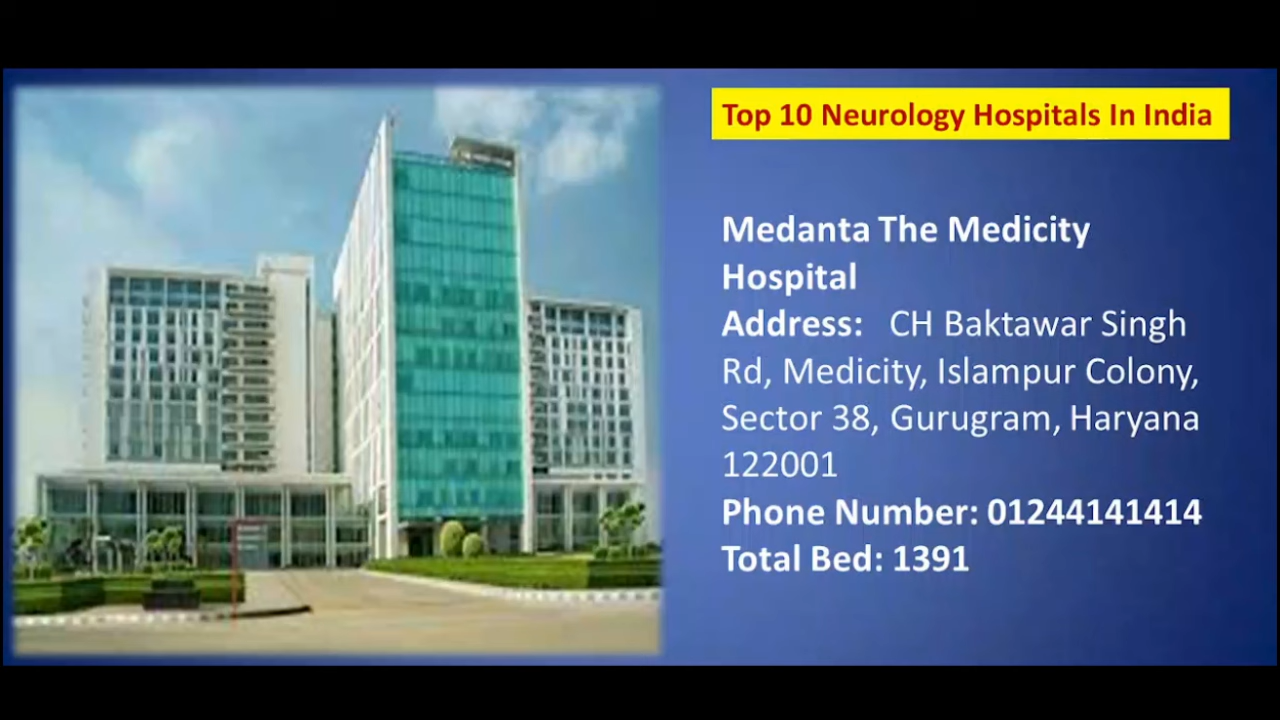 Top 10 Neurology Hospitals In India
Medanta The Medicity
Hospital
Address: CH Baktawar Singh
Rd, Medicity, Islampur Colony,
Sector 38, Gurugram, Haryana
122001
Phone Number: 01244141414
Total Bed: 1391